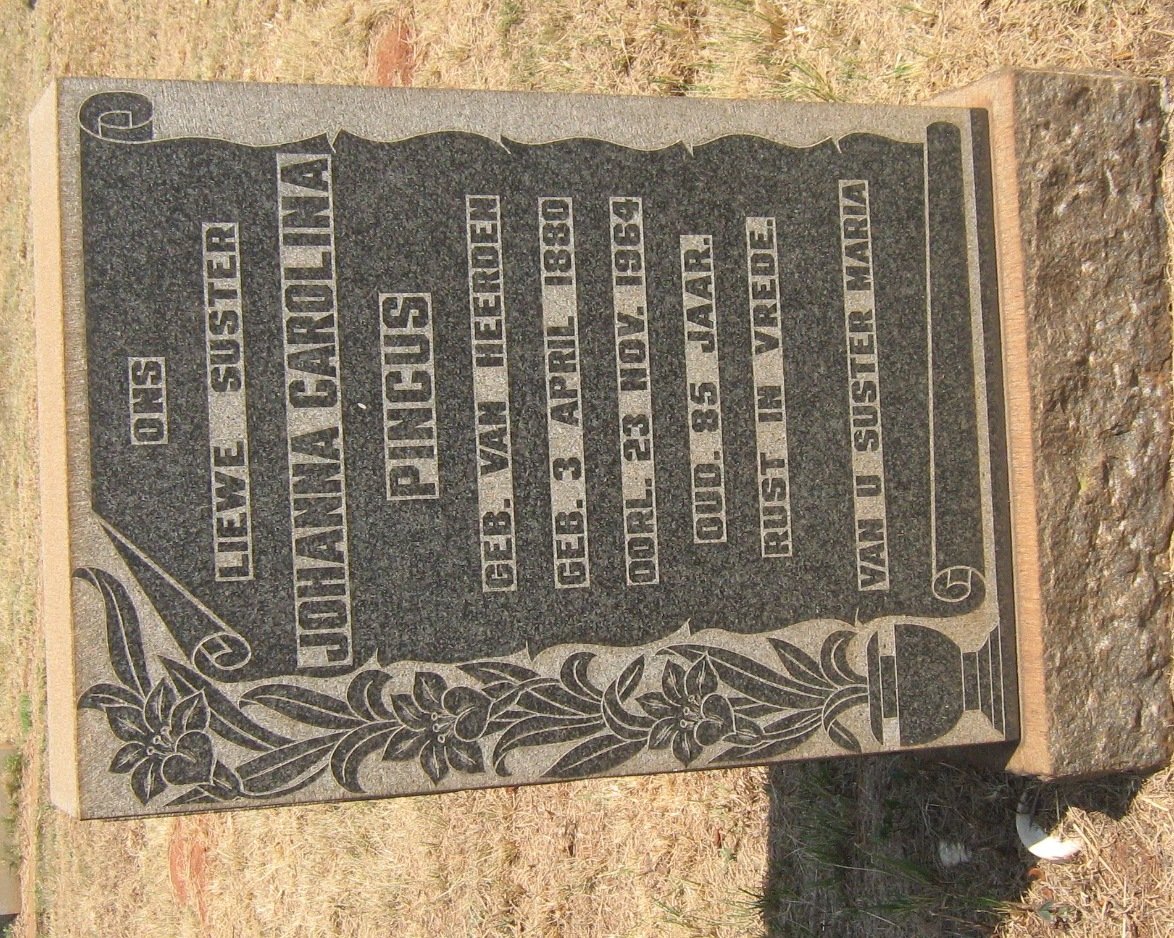 ONS
LIEWE SUSTER
JOHANNA CAROLINA
PINCUS
GEB. VAN HEERDEN
GEB. 3 APRIL 1880
OORL. 23 NOV. 1964
OUD. 85 JAAR.
RUST IN VREDE.
VAN U SUSTER MARIA